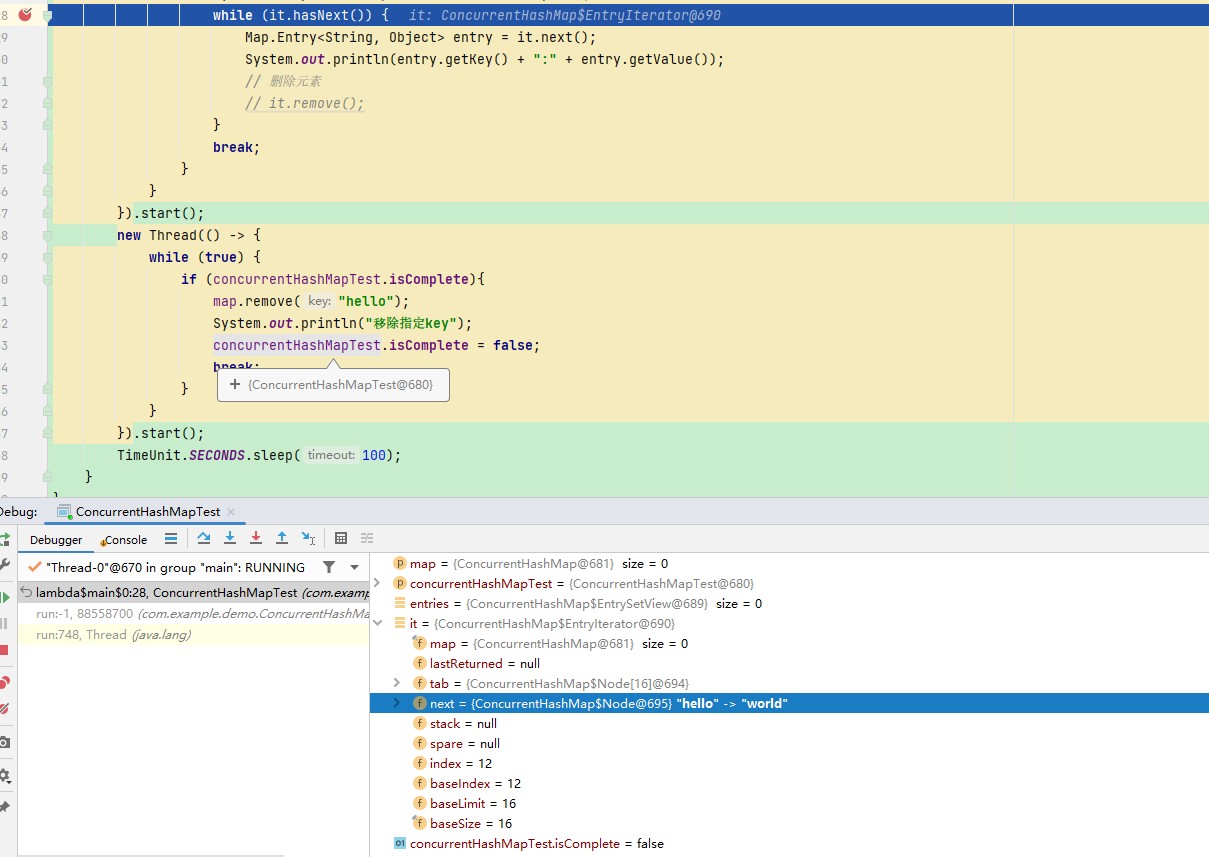 8 while (it.hasNext()) { it: ConcurrentHashMap$EntryIterator@690
9 Map.Entry<String, Object> entry = it.next();
0 System.out.println(entry.getKey() + ":" + entry.getValue());
1 // 删除元素
2 // it.remove();
3 }
4 break;
5 }
6 }
7 }).start();
8 new Thread(() -> {
9 while (true) {
0 if (concurrentHashMapTest.isComplete){
1 map.remove( key: "hello");
2 System.out.println("移除指定key");
3 concurrentHashMapTest.isComplete = false;
4 break;
+ {ConcurrentHashMapTest@680}
5 }
6 }
7 }).start();
8 TimeUnit.SECONDS.sleep( timeout: 100);
9 }
Debug: ConcurrentHashMapTest ×
Debugger Console
"Thread-0"@670 in group "main": RUNNING
lambda$main$0:28, ConcurrentHashMapTest (com.examp
run:-1, 88558700 (com.example.demo.ConcurrentHashMa
run:748, Thread (java.lang)
p map = {ConcurrentHashMap@681} size = 0
p concurrentHashMapTest = {ConcurrentHashMapTest@680}
entries = {ConcurrentHashMap$EntrySetView@689} size = 0
it = {ConcurrentHashMap$EntryIterator@690}
f map = {ConcurrentHashMap@681} size = 0
f lastReturned = null
f tab = {ConcurrentHashMap$Node[16]@694}
f next = {ConcurrentHashMap$Node@695} "hello" -> "world"
f stack = null
f spare = null
f index = 12
f baseIndex = 12
f baseLimit = 16
f baseSize = 16
01 concurrentHashMapTest.isComplete = false